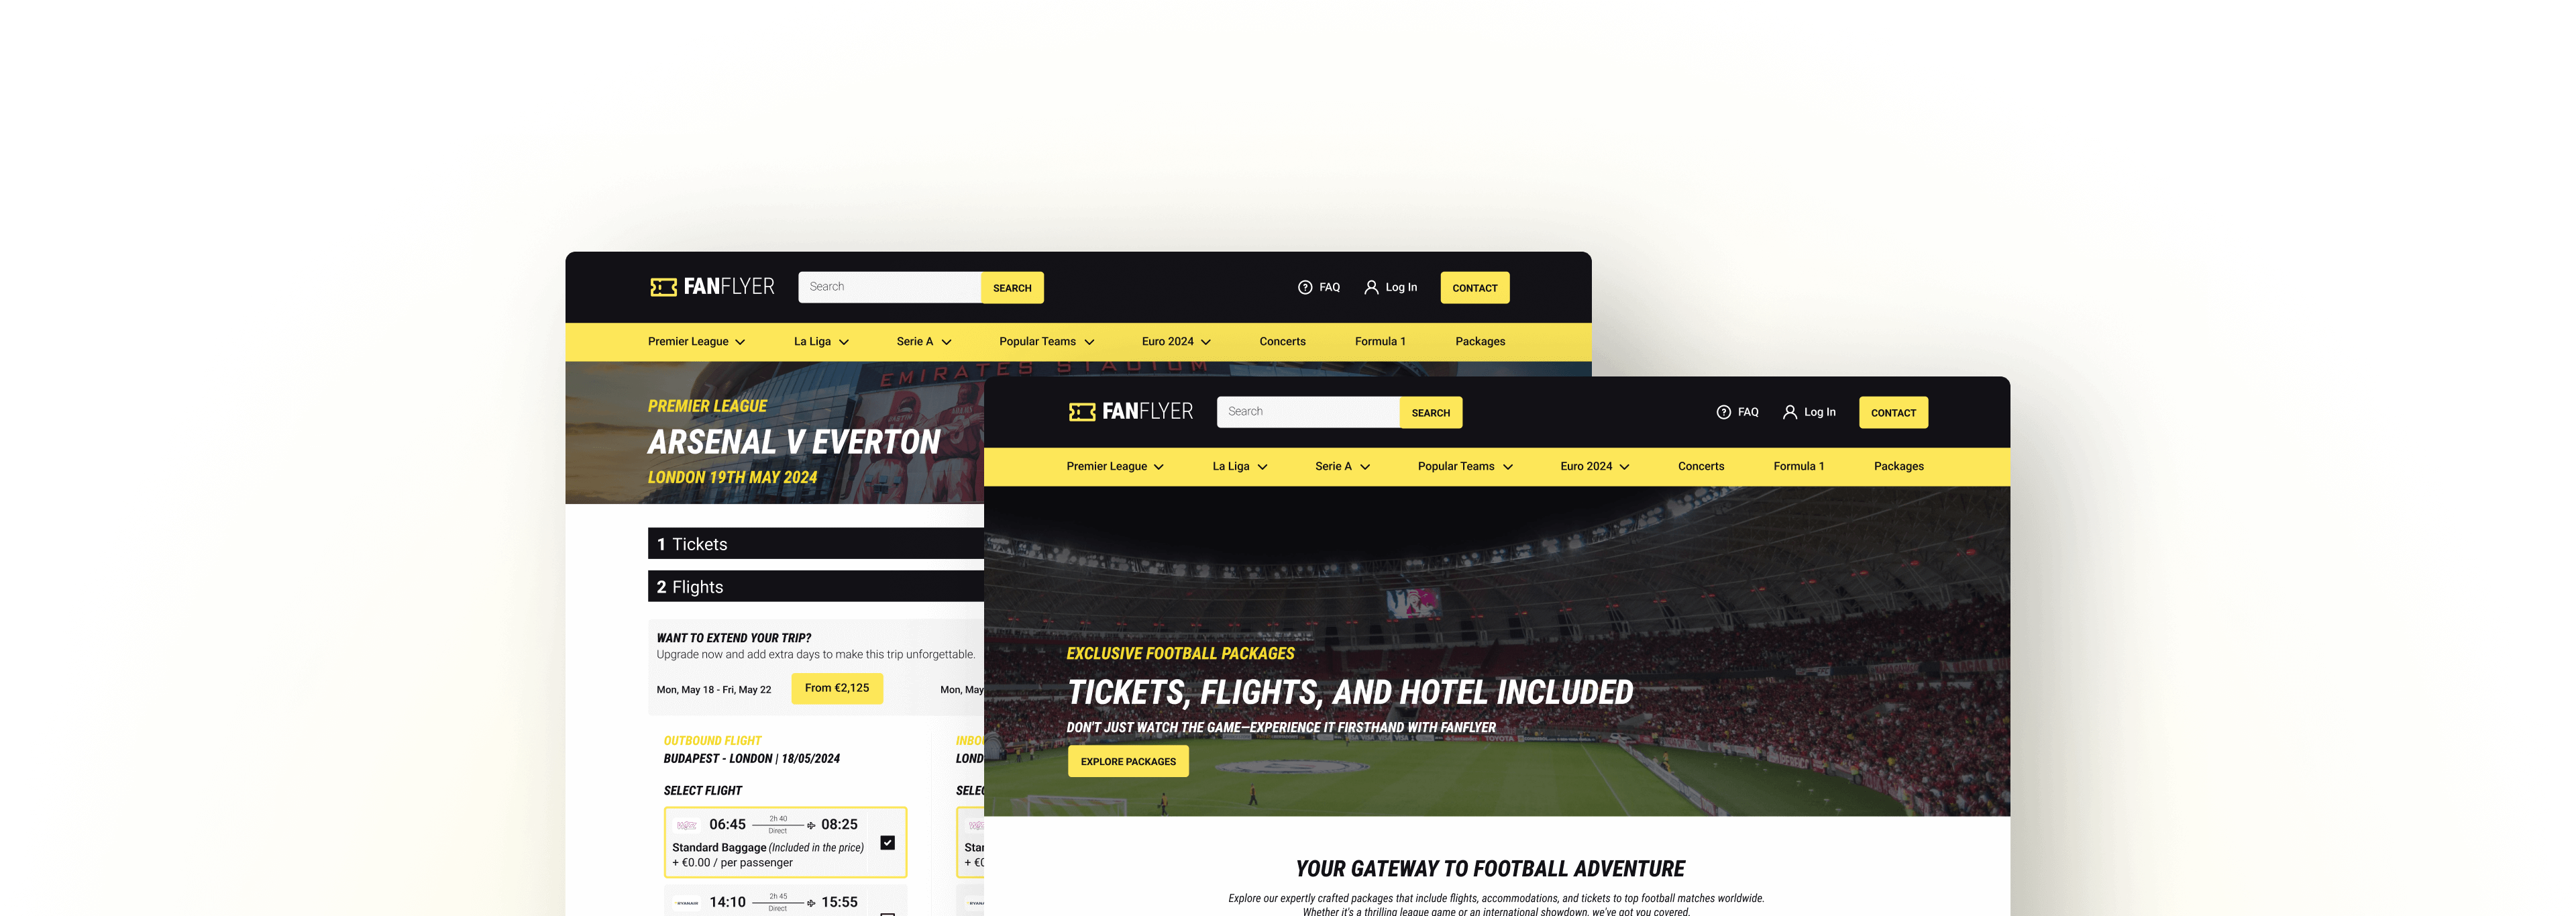 FANFLYER
Search
SEARCH
FAQ
Log In
CONTACT
Premier League
La Liga
Serie A
Popular Teams
Euro 2024
Concerts
Formula 1
Packages
EMIRATES STADIUM
PREMIER LEAGUE
ARSENAL V EVERTON
LONDON 19TH MAY 2024
1 Tickets
2 Flights
WANT TO EXTEND YOUR TRIP?
Upgrade now and add extra days to make this trip unforgettable.
Mon, May 18 - Fri, May 22
From €2,125
Mon, May
OUTBOUND FLIGHT
BUDAPEST - LONDON | 18/05/2024
SELECT FLIGHT
06:45
2h 40
Direct
08:25
Standard Baggage (Included in the price)
+ €0.00 / per passenger
RYANAIR
14:10
2h 45
Direct
15:55
FANFLYER
Search
SEARCH
FAQ
Log In
CONTACT
Premier League
La Liga
Serie A
Popular Teams
Euro 2024
Concerts
Formula 1
Packages
EXCLUSIVE FOOTBALL PACKAGES
TICKETS, FLIGHTS, AND HOTEL INCLUDED
DON'T JUST WATCH THE GAME—EXPERIENCE IT FIRSTHAND WITH FANFLYER
TOYOTA
EXPLORE PACKAGES
YOUR GATEWAY TO FOOTBALL ADVENTURE
Explore our expertly crafted packages that include flights, accommodations, and tickets to top football matches worldwide.
Whether it's a thrilling league game or an international showdown, we've got you covered.